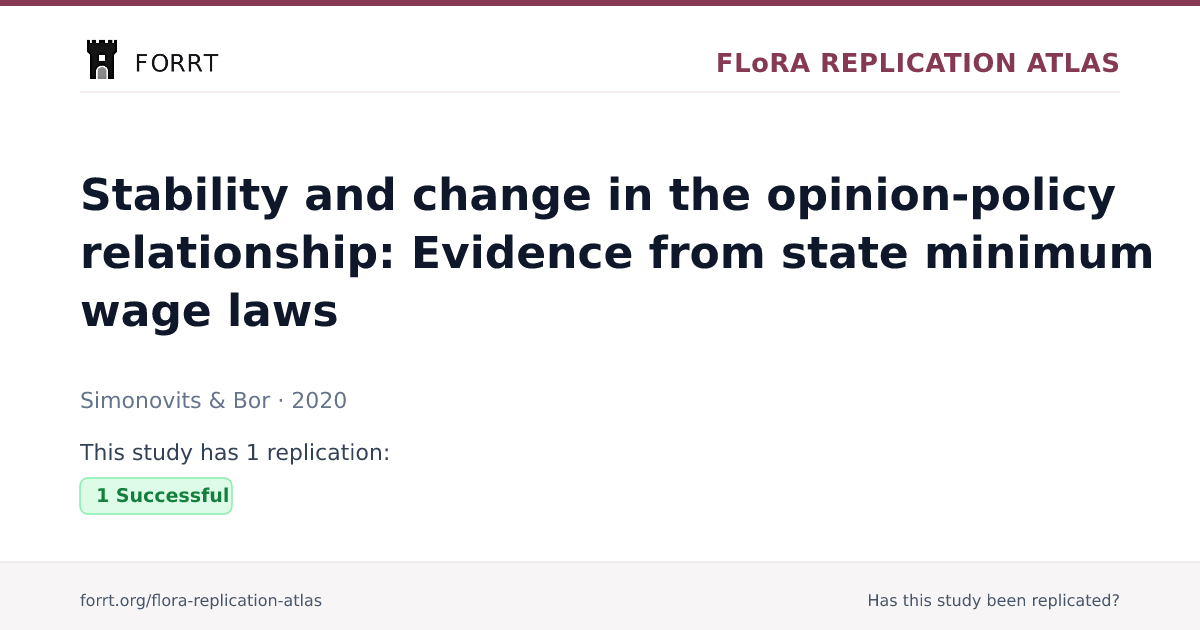 FORRT
FLoRA REPLICATION ATLAS
Stability and change in the opinion-policy
relationship: Evidence from state minimum
wage laws
Simonovits & Bor · 2020
This study has 1 replication:
1 Successful
forrt.org/flora-replication-atlas
Has this study been replicated?